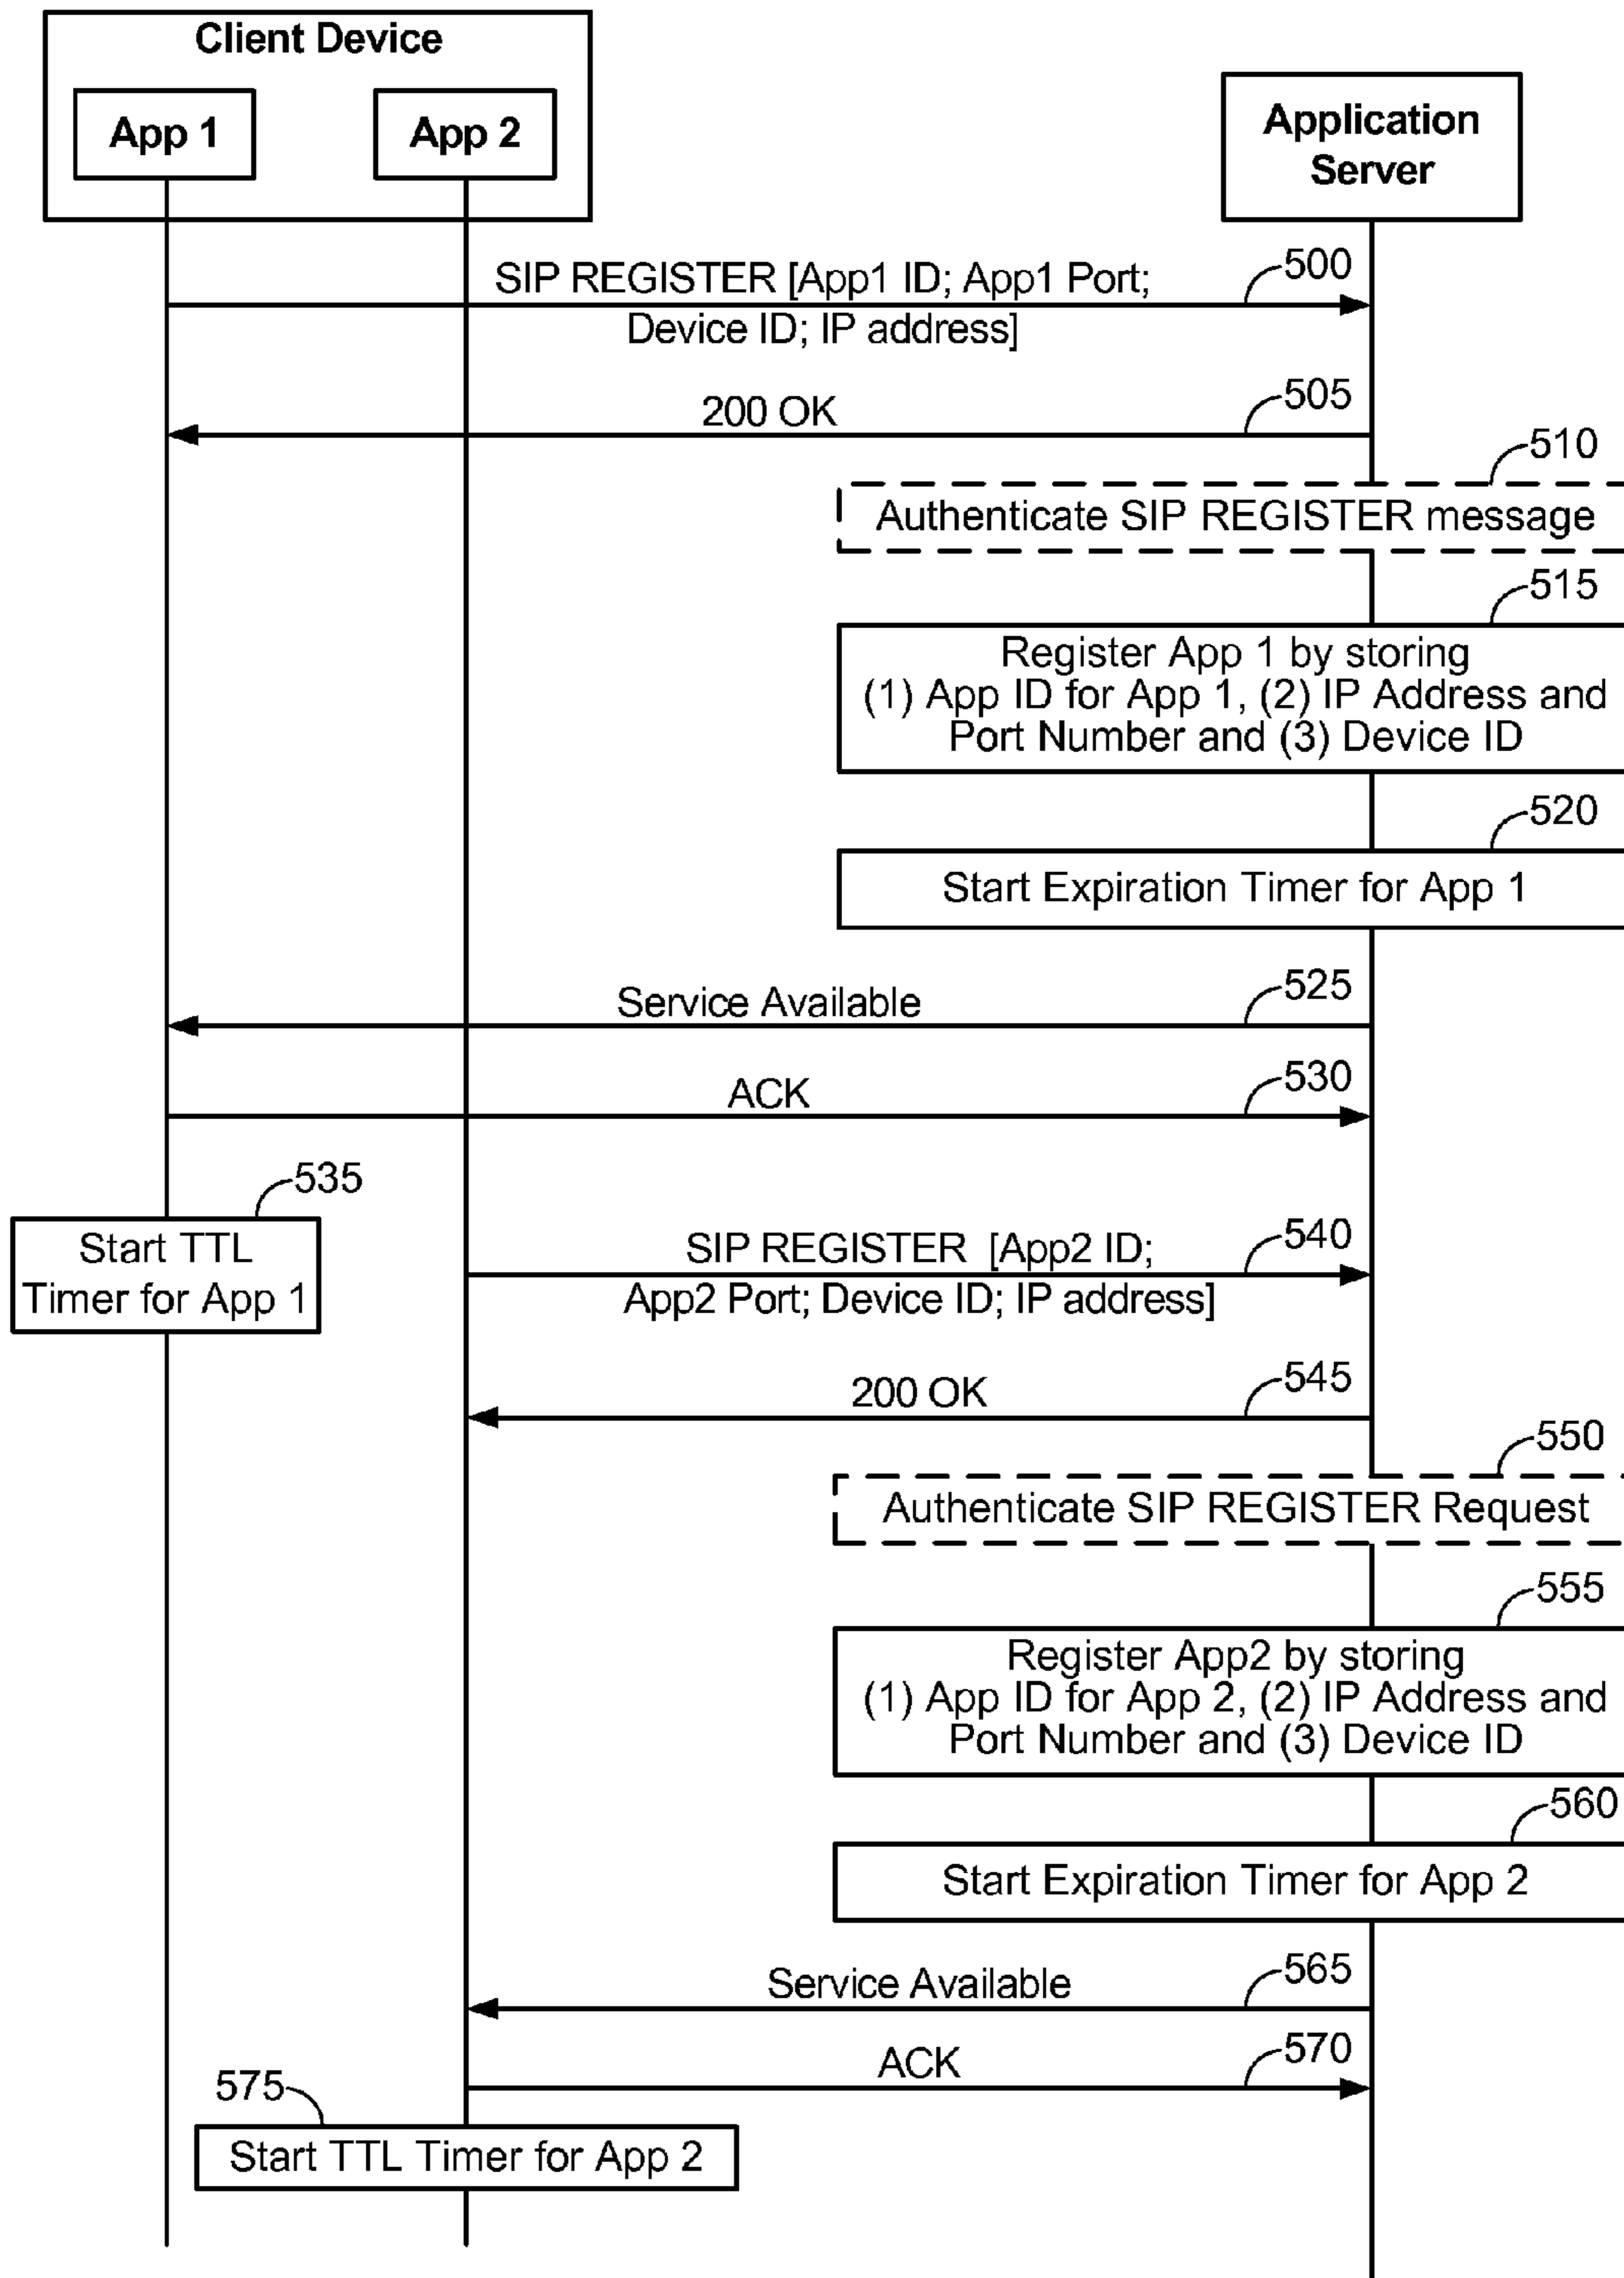 Client Device
App 1
App 2
Application
Server
SIP REGISTER [App1 ID; App1 Port;
Device ID; IP address]
500
200 OK
505
510
Authenticate SIP REGISTER message
515
Register App 1 by storing
(1) App ID for App 1, (2) IP Address and
Port Number and (3) Device ID
520
Start Expiration Timer for App 1
Service Available
525
ACK
530
535
Start TTL
Timer for App 1
SIP REGISTER [App2 ID;
App2 Port; Device ID; IP address]
540
200 OK
545
550
Authenticate SIP REGISTER Request
555
Register App2 by storing
(1) App ID for App 2, (2) IP Address and
Port Number and (3) Device ID
560
Start Expiration Timer for App 2
Service Available
565
ACK
570
575
Start TTL Timer for App 2